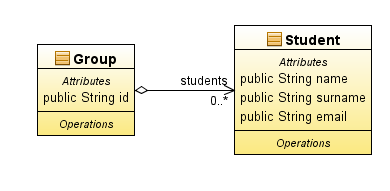 Group
Attributes
public String id
Operations
students
0..*
Student
Attributes
public String name
public String surname
public String email
Operations